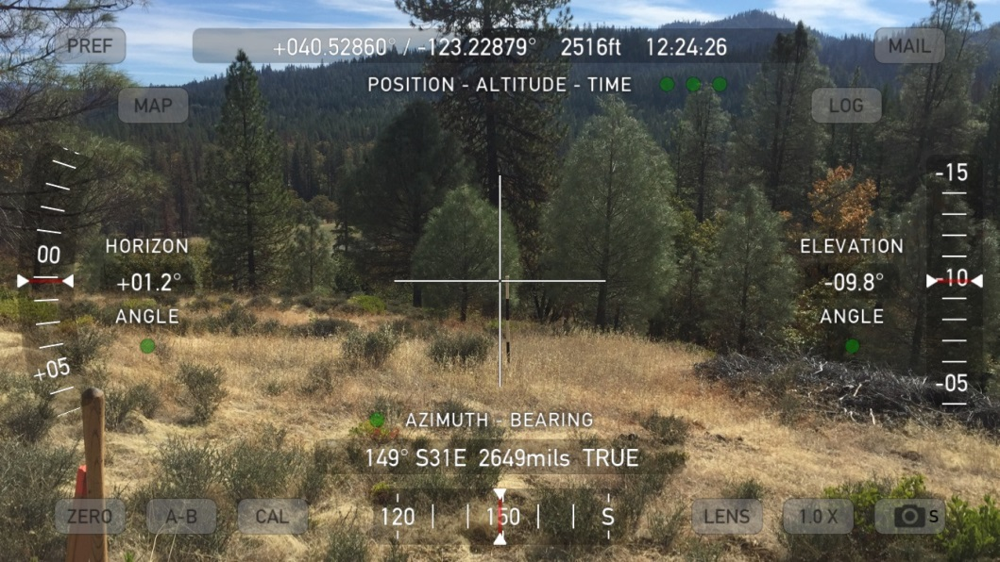 PREF
+040.52860° / -123.22879° 2516ft 12:24:26
MAIL
POSITION - ALTITUDE - TIME
MAP
LOG
-15
HORIZON
ELEVATION
00
+01.2°
-09.8°
-10
ANGLE
ANGLE
+05
-05
AZIMUTH - BEARING
149° S31E 2649mils TRUE
ZERO
A-B
CAL
120
150
S
LENS
1.0 X
S